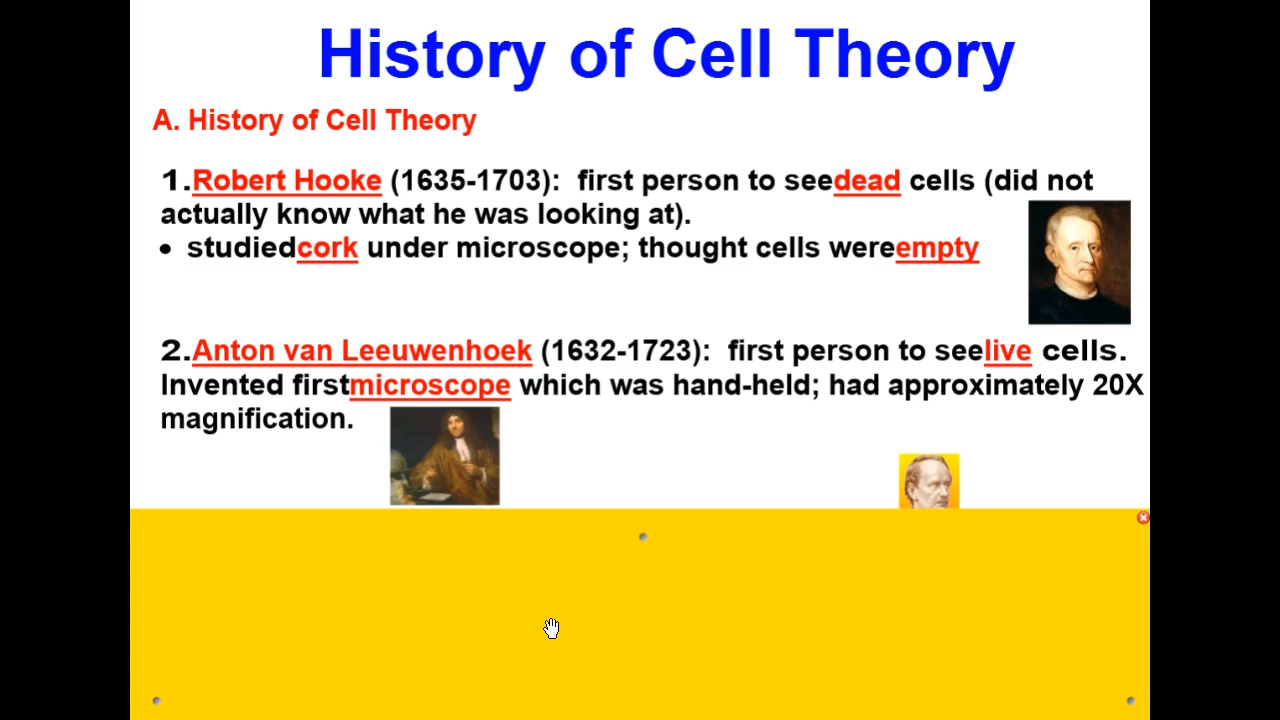 History of Cell Theory
A. History of Cell Theory
1.Robert Hooke (1635-1703): first person to seedead cells (did not
actually know what he was looking at).
• studiedcork under microscope; thought cells wereempty
2.Anton van Leeuwenhoek (1632-1723): first person to seelive cells.
Invented firstmicroscope which was hand-held; had approximately 20X
magnification.